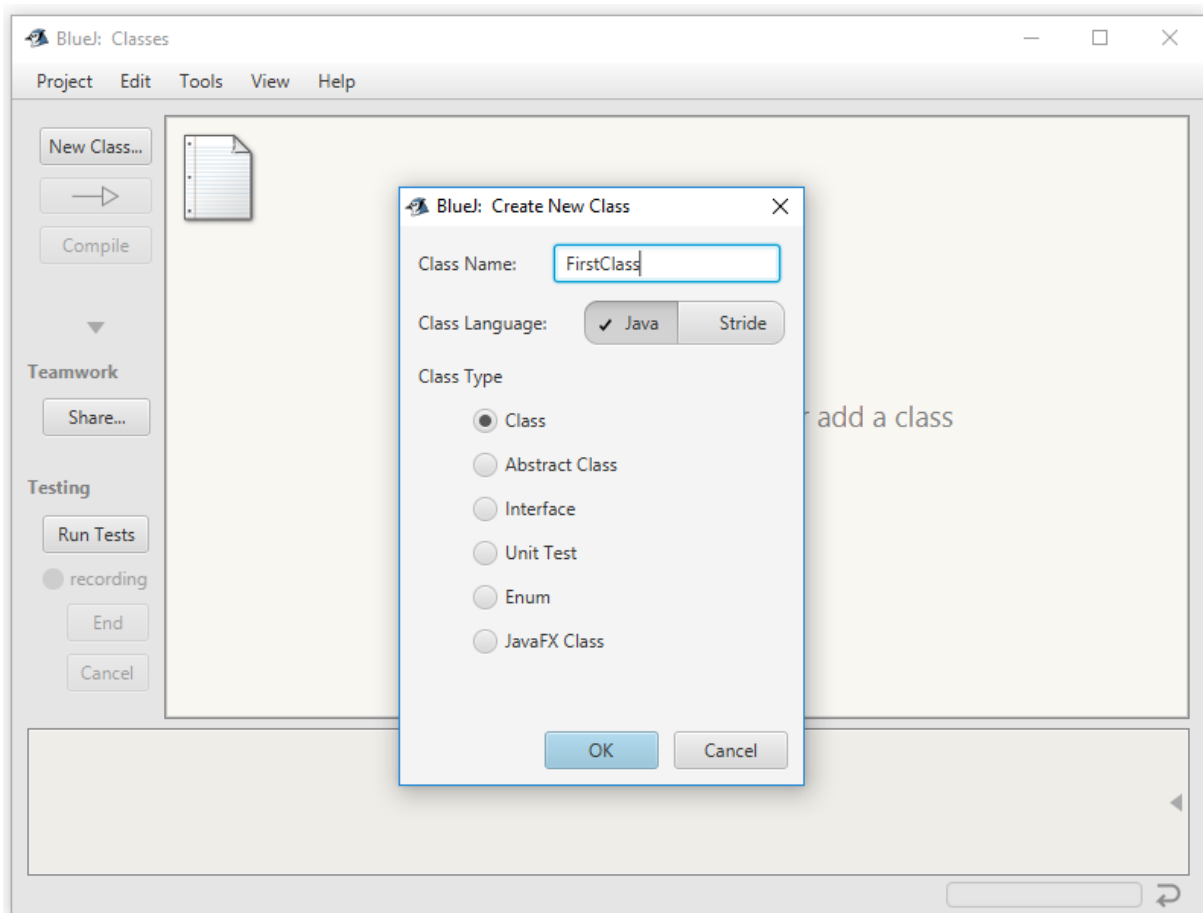 BlueJ: Classes
Project Edit Tools View Help
New Class...
Compile
Teamwork
Share...
Testing
Run Tests
recording
End
Cancel
add a class
BlueJ: Create New Class
Class Name: FirstClass
Class Language: Java Stride
Class Type
Class
Abstract Class
Interface
Unit Test
Enum
JavaFX Class
OK Cancel